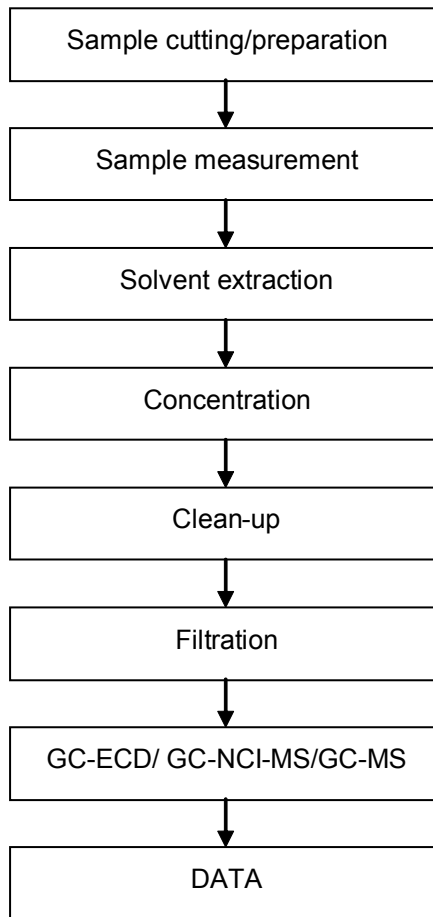 Sample cutting/preparation
Sample measurement
Solvent extraction
Concentration
Clean-up
Filtration
GC-ECD/ GC-NCI-MS/GC-MS
DATA